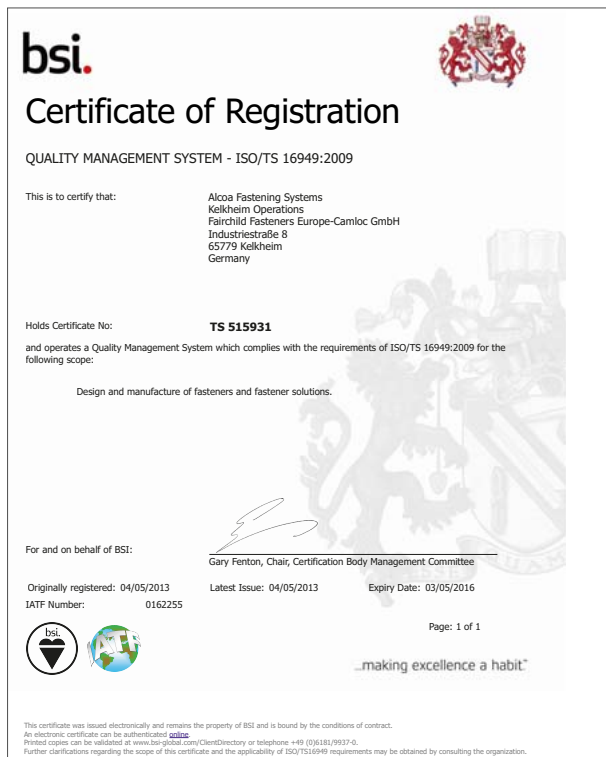 bsi.
Certificate of Registration
QUALITY MANAGEMENT SYSTEM - ISO/TS 16949:2009
This is to certify that:
Alcoa Fastening Systems
Kelkheim Operations
Fairchild Fasteners Europe-Camloc GmbH
Industriestraße 8
65779 Kelkheim
Germany
Holds Certificate No:
TS 515931
and operates a Quality Management System which complies with the requirements of ISO/TS 16949:2009 for the
following scope:
Design and manufacture of fasteners and fastener solutions.
For and on behalf of BSI:
Gary Fenton, Chair, Certification Body Management Committee
Originally registered: 04/05/2013 Latest Issue: 04/05/2013 Expiry Date: 03/05/2016
IATF Number: 0162255
Page: 1 of 1
bsi.
IATF
...making excellence a habit.™
This certificate was issued electronically and remains the property of BSI and is bound by the conditions of contract.
An electronic certificate can be authenticated online.
Printed copies can be validated at www.bsi-global.com/ClientDirectory or telephone +49 (0)6181/9937-0.
Further clarifications regarding the scope of this certificate and the applicability of ISO/TS16949 requirements may be obtained by consulting the organization.